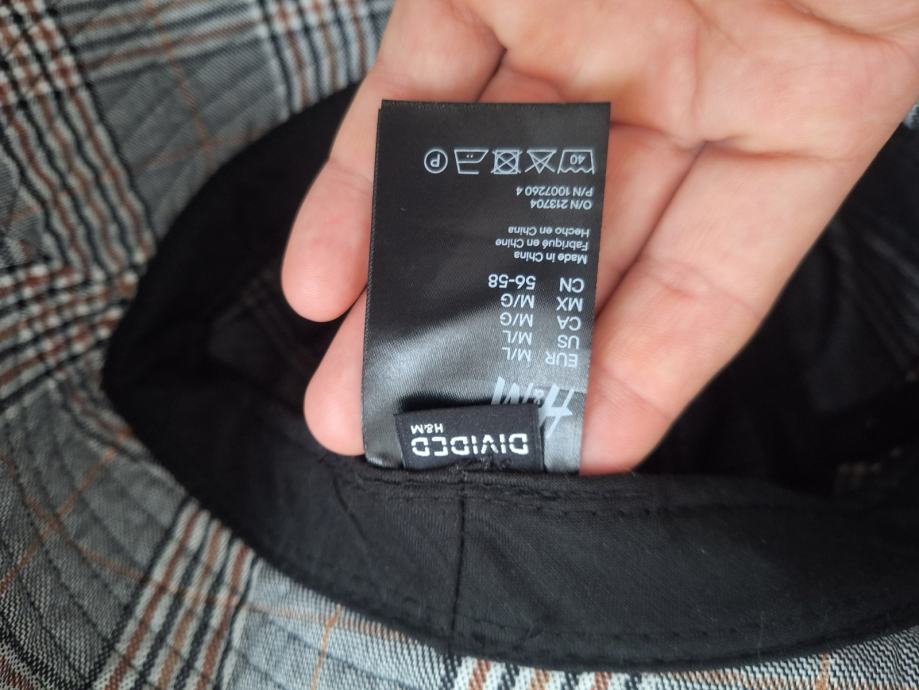 DIVIDED
H&M
H&M
EUR M/L
US M/L
CA M/G
MX M/G
CN 56-58
Made in China
Fabriqué en Chine
Hecho en China
O/N 213704
P/N 1007260 4
40
P